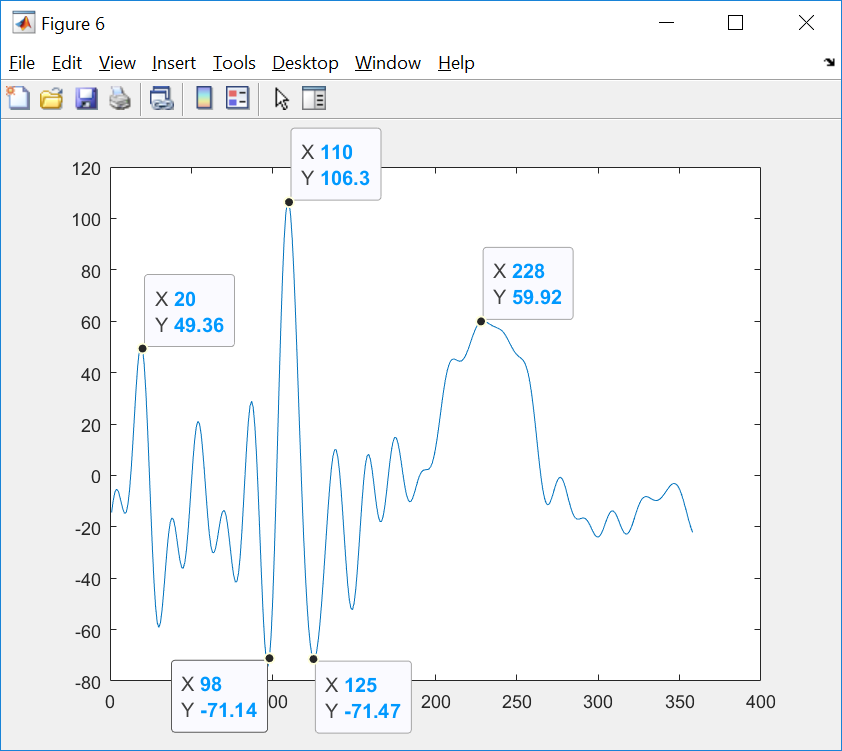 Figure 6
File Edit View Insert Tools Desktop Window Help
X 110
Y 106.3
X 20
Y 49.36
X 228
Y 59.92
X 98
Y -71.14
X 125
Y -71.47
120
100
80
60
40
20
0
-20
-40
-60
-80
0 00 200 250 300 350 400